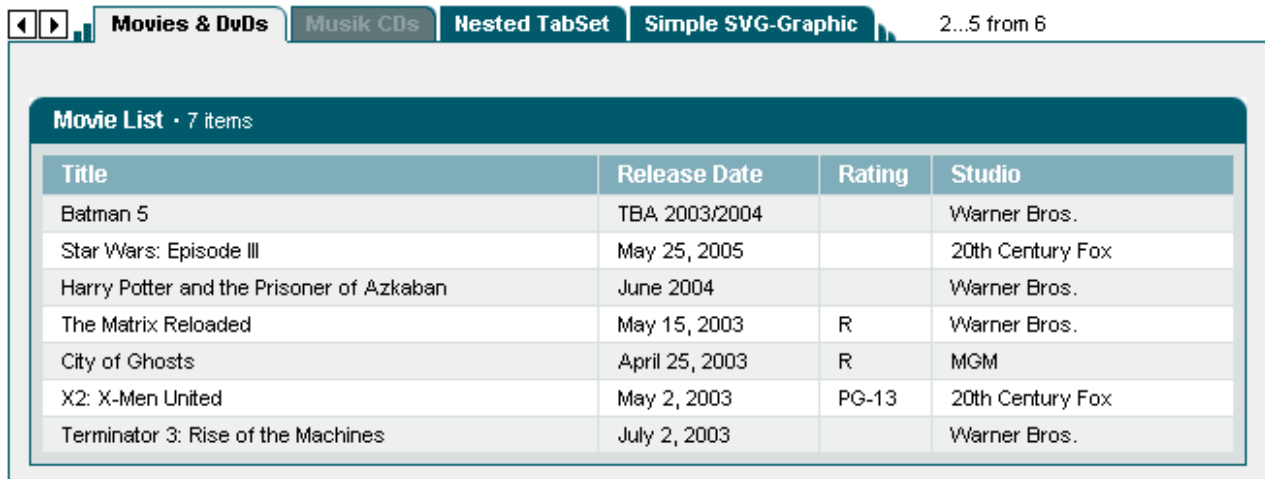 Movies & DvDs Musik CDs Nested TabSet Simple SVG-Graphic 2...5 from 6
Movie List · 7 items
Title Release Date Rating Studio
Batman 5 TBA 2003/2004 Warner Bros.
Star Wars: Episode III May 25, 2005 20th Century Fox
Harry Potter and the Prisoner of Azkaban June 2004 Warner Bros.
The Matrix Reloaded May 15, 2003 R Warner Bros.
City of Ghosts April 25, 2003 R MGM
X2: X-Men United May 2, 2003 PG-13 20th Century Fox
Terminator 3: Rise of the Machines July 2, 2003 Warner Bros.